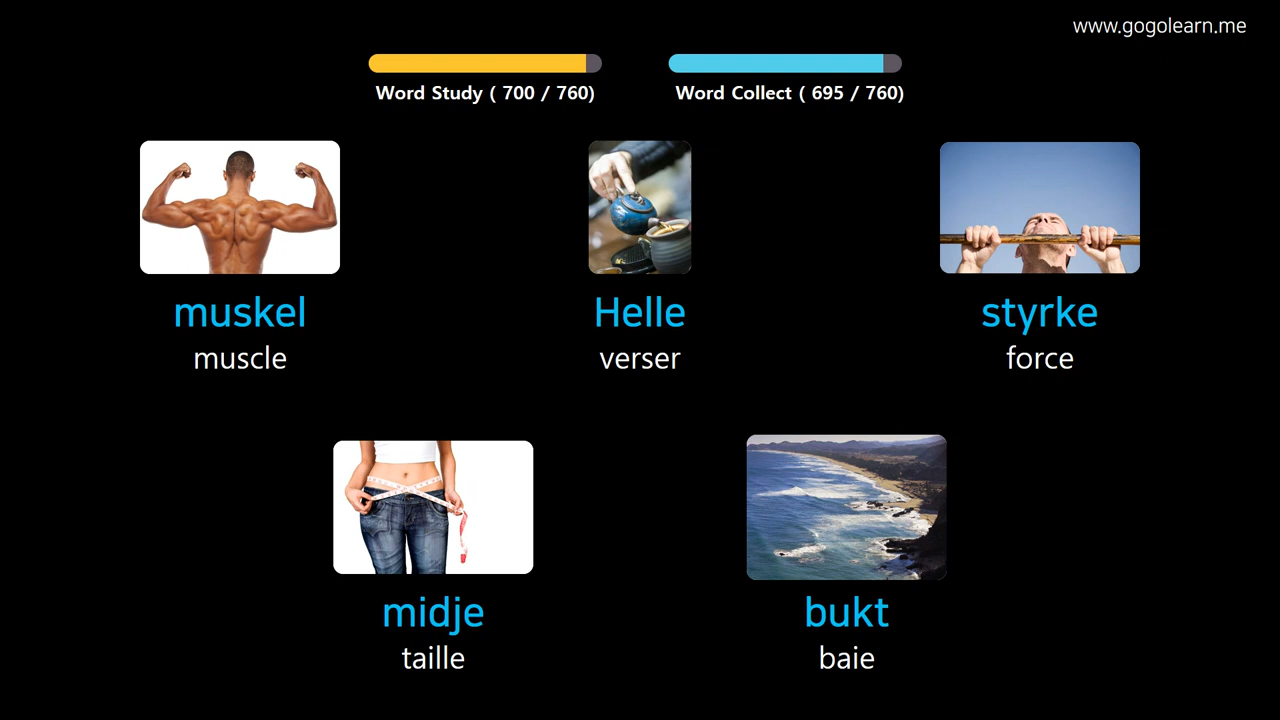 www.gogolearn.me
Word Study ( 700 / 760)
Word Collect ( 695 / 760)
muskel
muscle
Helle
verser
styrke
force
midje
taille
bukt
baie